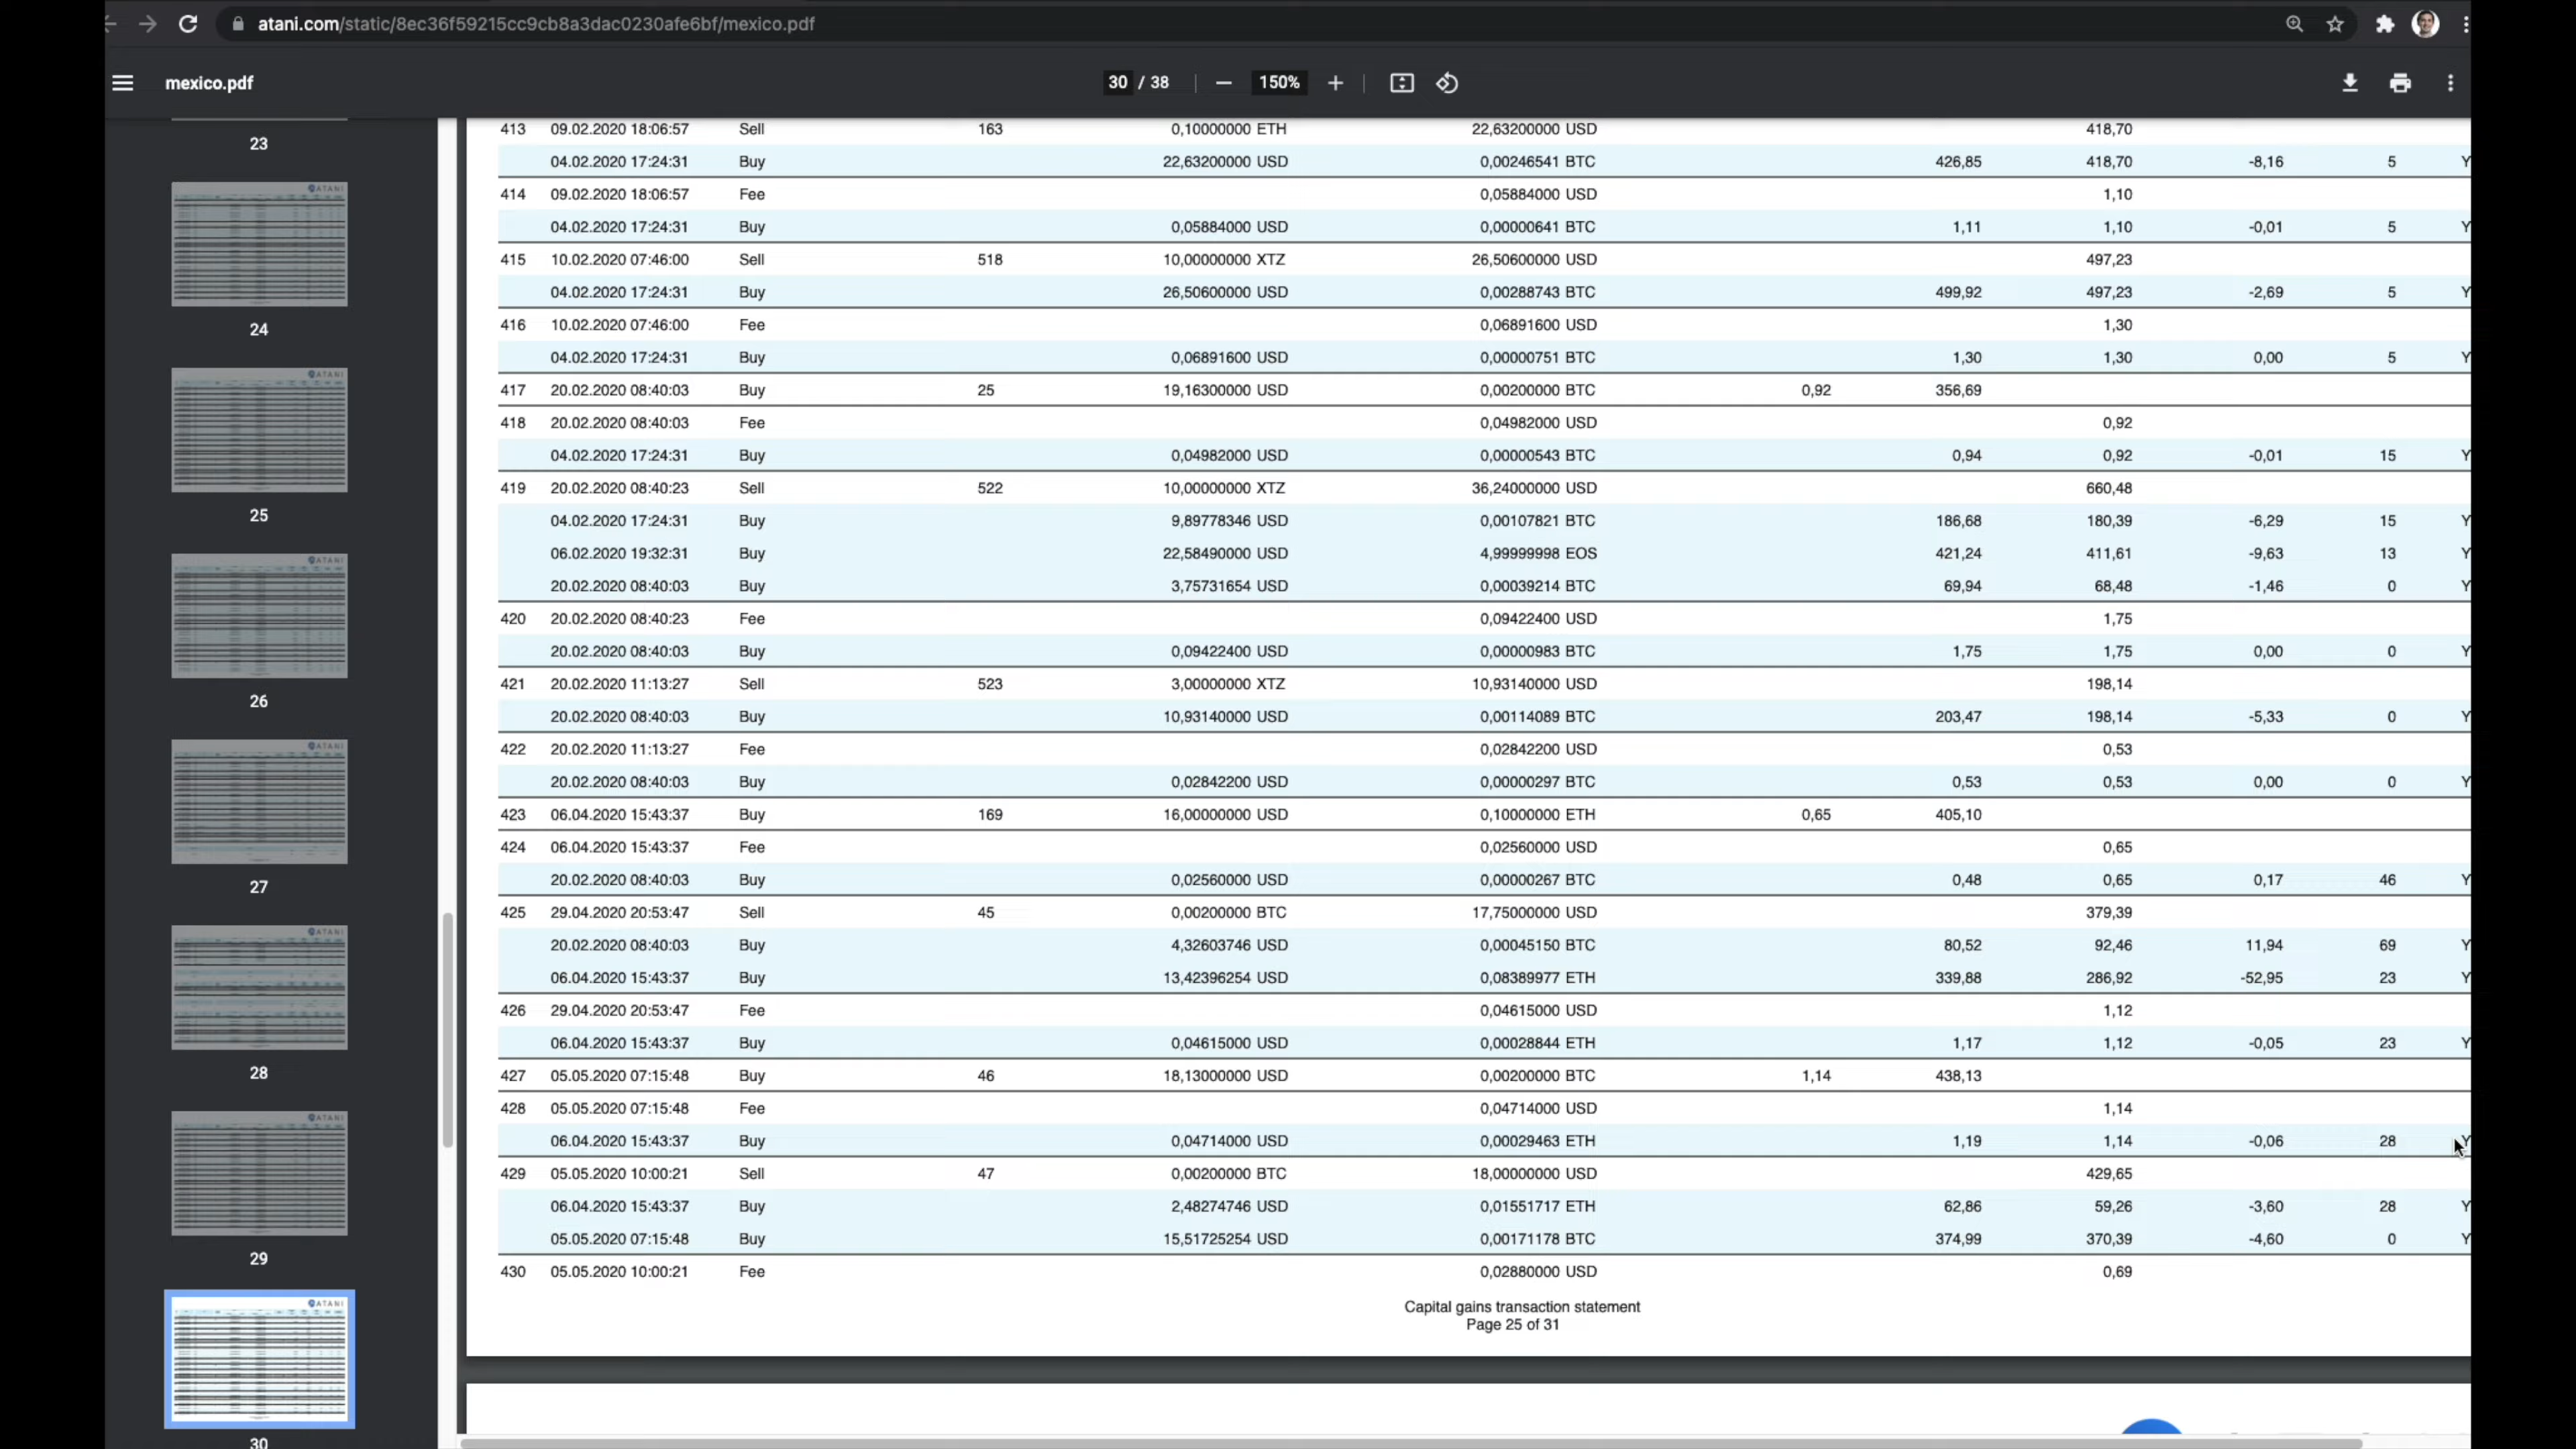 atani.com/static/8ec36f59215cc9cb8a3dac0230afe6bf/mexico.pdf
mexico.pdf
30 / 38
150%
23
24
25
26
27
28
29
30
413 09.02.2020 18:06:57 Sell 163 0,10000000 ETH 22,63200000 USD 418,70
04.02.2020 17:24:31 Buy 22,63200000 USD 0,00246541 BTC 426,85 418,70 -8,16 5 Y
414 09.02.2020 18:06:57 Fee 0,05884000 USD 1,10
04.02.2020 17:24:31 Buy 0,05884000 USD 0,00000641 BTC 1,11 1,10 -0,01 5 Y
415 10.02.2020 07:46:00 Sell 518 10,00000000 XTZ 26,50600000 USD 497,23
04.02.2020 17:24:31 Buy 26,50600000 USD 0,00288743 BTC 499,92 497,23 -2,69 5 Y
416 10.02.2020 07:46:00 Fee 0,06891600 USD 1,30
04.02.2020 17:24:31 Buy 0,06891600 USD 0,00000751 BTC 1,30 1,30 0,00 5 Y
417 20.02.2020 08:40:03 Buy 25 19,16300000 USD 0,00200000 BTC 0,92 356,69
418 20.02.2020 08:40:03 Fee 0,04982000 USD 0,92
04.02.2020 17:24:31 Buy 0,04982000 USD 0,00000543 BTC 0,94 0,92 -0,01 15 Y
419 20.02.2020 08:40:23 Sell 522 10,00000000 XTZ 36,24000000 USD 660,48
04.02.2020 17:24:31 Buy 9,89778346 USD 0,00107821 BTC 186,68 180,39 -6,29 15 Y
06.02.2020 19:32:31 Buy 22,58490000 USD 4,99999998 EOS 421,24 411,61 -9,63 13 Y
20.02.2020 08:40:03 Buy 3,75731654 USD 0,00039214 BTC 69,94 68,48 -1,46 0 Y
420 20.02.2020 08:40:23 Fee 0,09422400 USD 1,75
20.02.2020 08:40:03 Buy 0,09422400 USD 0,00000983 BTC 1,75 1,75 0,00 0 Y
421 20.02.2020 11:13:27 Sell 523 3,00000000 XTZ 10,93140000 USD 198,14
20.02.2020 08:40:03 Buy 10,93140000 USD 0,00114089 BTC 203,47 198,14 -5,33 0 Y
422 20.02.2020 11:13:27 Fee 0,02842200 USD 0,53
20.02.2020 08:40:03 Buy 0,02842200 USD 0,00000297 BTC 0,53 0,53 0,00 0 Y
423 06.04.2020 15:43:37 Buy 169 16,00000000 USD 0,10000000 ETH 0,65 405,10
424 06.04.2020 15:43:37 Fee 0,02560000 USD 0,65
20.02.2020 08:40:03 Buy 0,02560000 USD 0,00000267 BTC 0,48 0,65 0,17 46 Y
425 29.04.2020 20:53:47 Sell 45 0,00200000 BTC 17,75000000 USD 379,39
20.02.2020 08:40:03 Buy 4,32603746 USD 0,00045150 BTC 80,52 92,46 11,94 69 Y
06.04.2020 15:43:37 Buy 13,42396254 USD 0,08389977 ETH 339,88 286,92 -52,95 23 Y
426 29.04.2020 20:53:47 Fee 0,04615000 USD 1,12
06.04.2020 15:43:37 Buy 0,04615000 USD 0,00028844 ETH 1,17 1,12 -0,05 23 Y
427 05.05.2020 07:15:48 Buy 46 18,13000000 USD 0,00200000 BTC 1,14 438,13
428 05.05.2020 07:15:48 Fee 0,04714000 USD 1,14
06.04.2020 15:43:37 Buy 0,04714000 USD 0,00029463 ETH 1,19 1,14 -0,06 28 Y
429 05.05.2020 10:00:21 Sell 47 0,00200000 BTC 18,00000000 USD 429,65
06.04.2020 15:43:37 Buy 2,48274746 USD 0,01551717 ETH 62,86 59,26 -3,60 28 Y
05.05.2020 07:15:48 Buy 15,51725254 USD 0,00171178 BTC 374,99 370,39 -4,60 0 Y
430 05.05.2020 10:00:21 Fee 0,02880000 USD 0,69
Capital gains transaction statement
Page 25 of 31